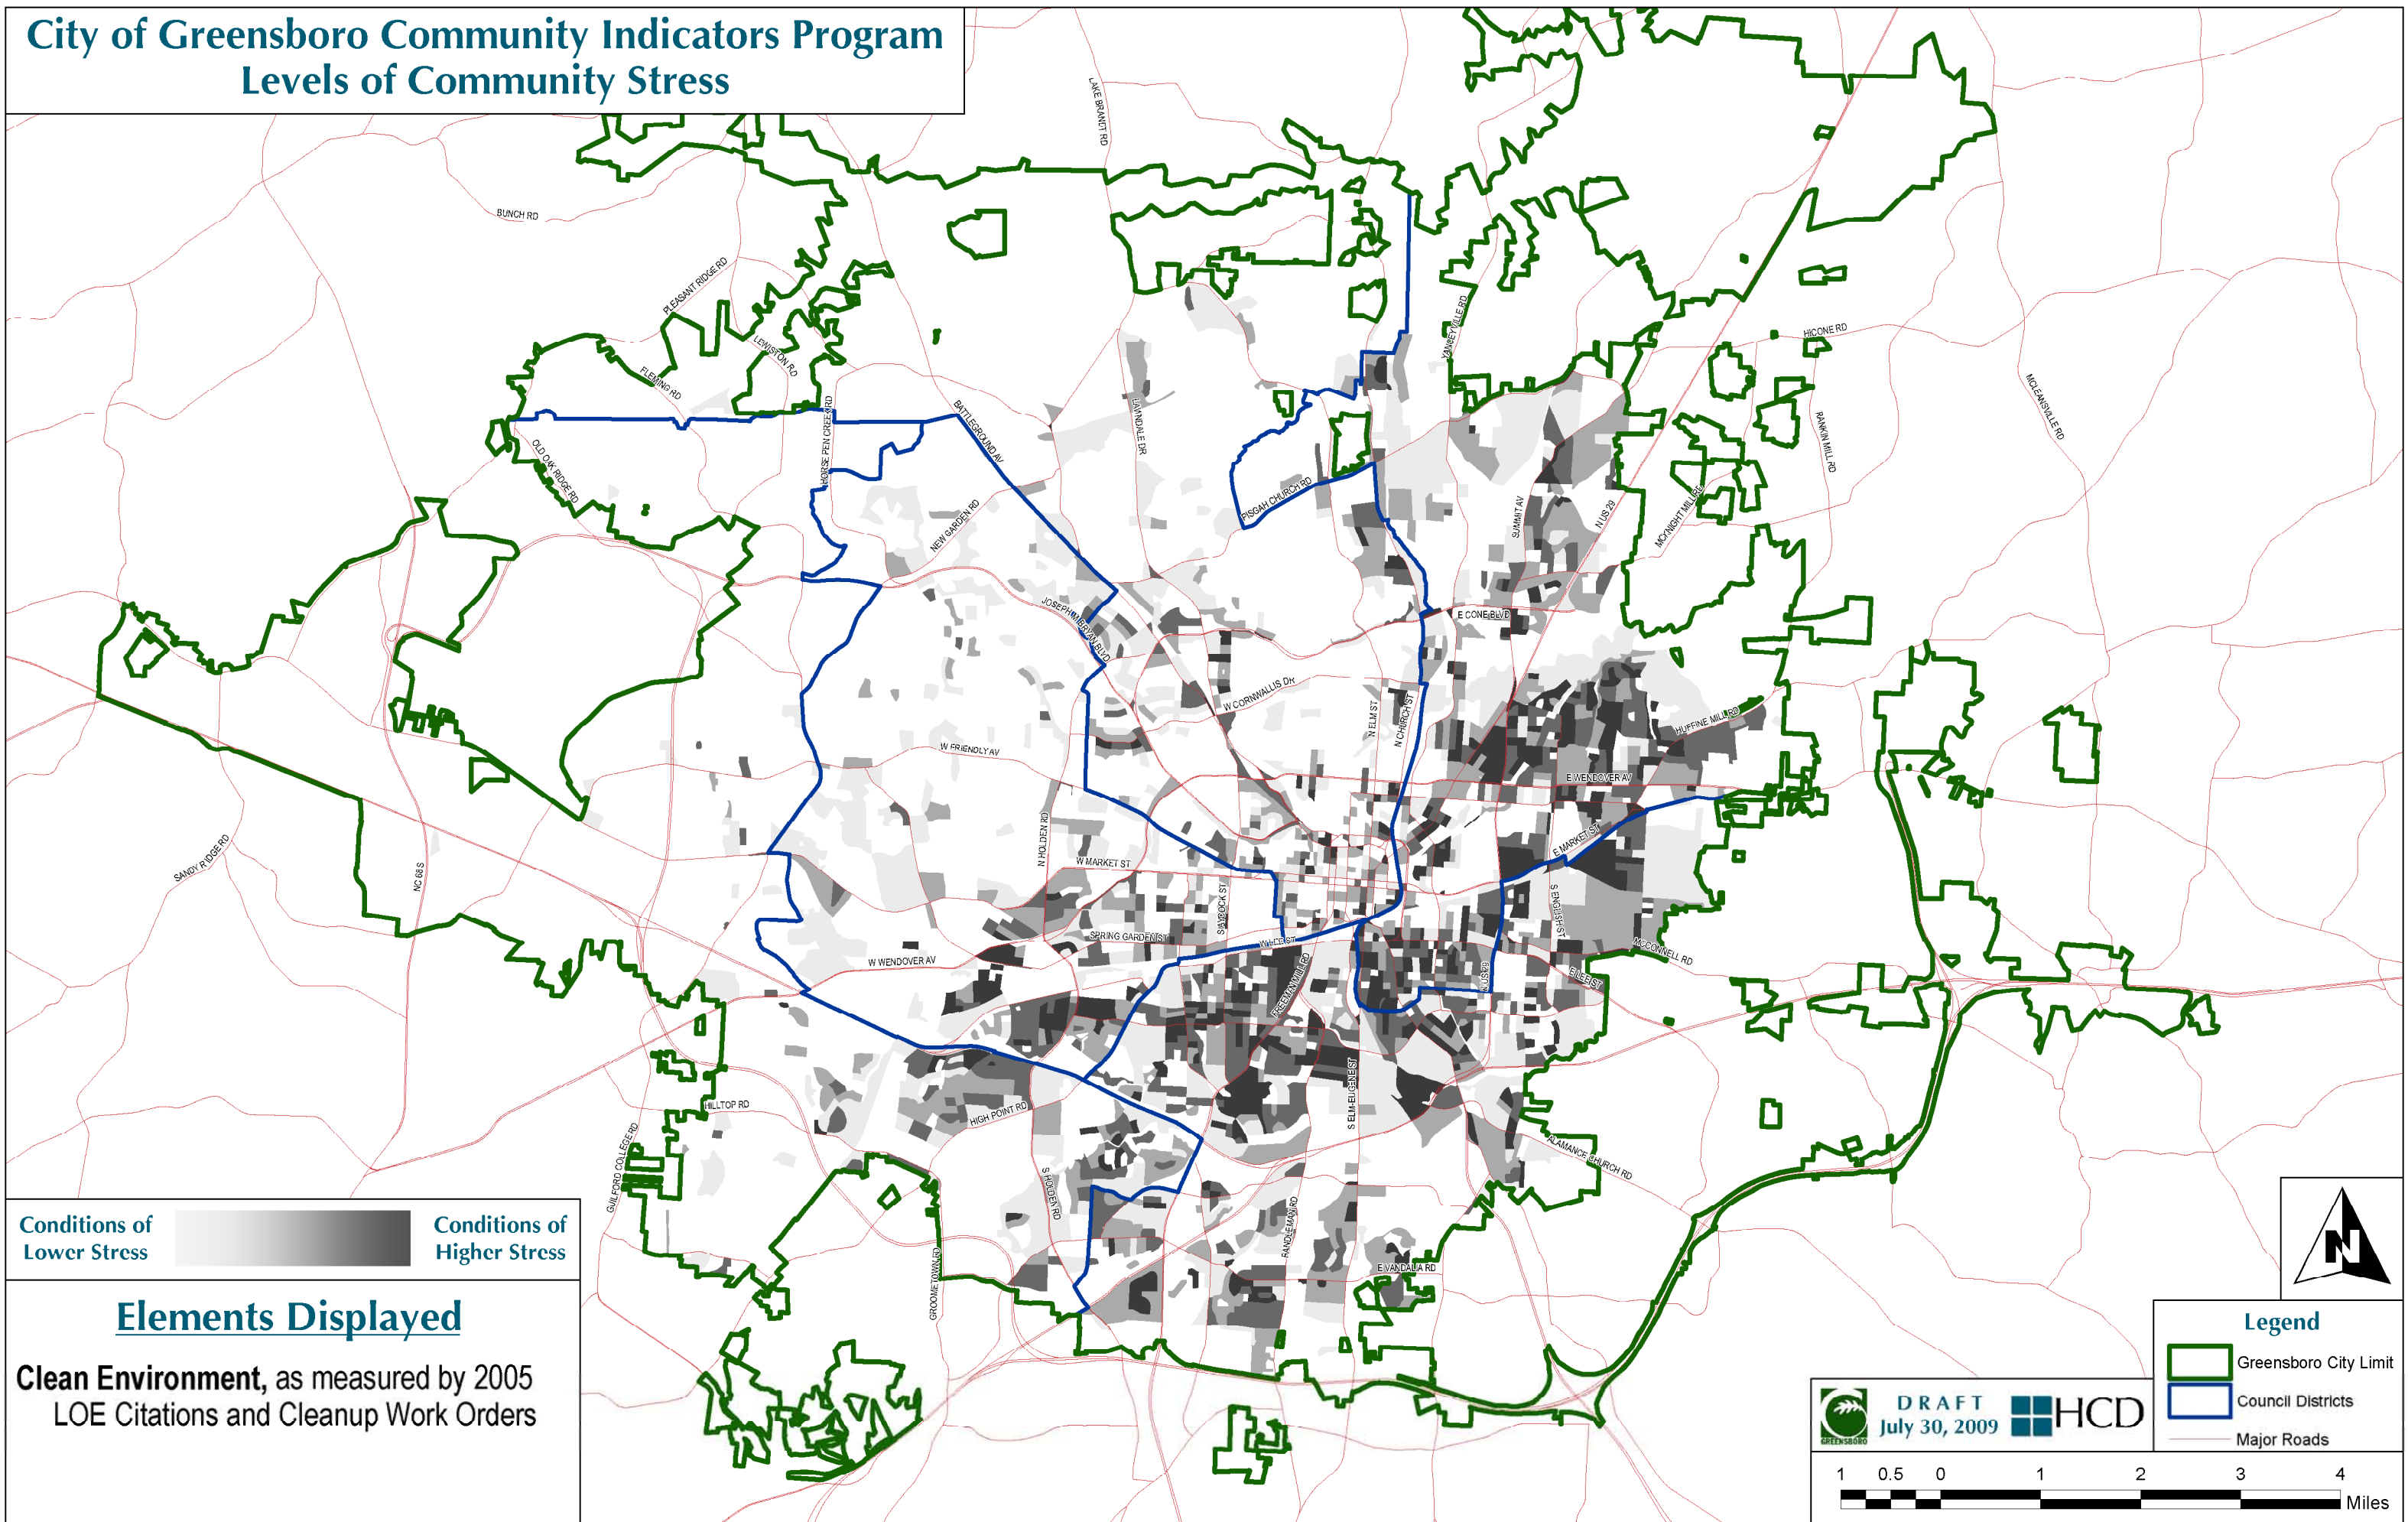 City of Greensboro Community Indicators Program
Levels of Community Stress
LAKE BRANDT RD
BUNCH RD
PLEASANT RIDGE RD
LEWISTON RD
FLEMING RD
HORSE PEN CREEK RD
BATTLEGROUND AV
LAWNDALE DR
YANCEYVILLE RD
HICONE RD
RANKIN MILL RD
MCLEANSVILLE RD
OLD OAK RIDGE RD
NEW GARDEN RD
PISGAH CHURCH RD
SUMMIT AV
N US 29
MCKNIGHT MILL RD
JOSEPH M BRYAN BLVD
E CONE BLVD
W CORNWALLIS DR
N ELM ST
N CHURCH ST
HUFFINE MILL RD
W FRIENDLY AV
E WENDOVER AV
SANDY RIDGE RD
NC 68 S
N HOLDEN RD
W MARKET ST
E MARKET ST
S AYCOCK ST
S ENGLISH ST
SPRING GARDEN ST
W LEE ST
W WENDOVER AV
MCCONNELL RD
FREEMAN MILL RD
S US 29
E LEE ST
HILLTOP RD
HIGH POINT RD
S ELM-EUGENE ST
GUILFORD COLLEGE RD
ALAMANCE CHURCH RD
S HOLDEN RD
RANDLEMAN RD
GROOMETOWN RD
E VANDALIA RD
Conditions of
Lower Stress
Conditions of
Higher Stress
Elements Displayed
Clean Environment, as measured by 2005
LOE Citations and Cleanup Work Orders
N
Legend
Greensboro City Limit
Council Districts
Major Roads
GREENSBORO
DRAFT
July 30, 2009
HCD
1 0.5 0 1 2 3 4
Miles